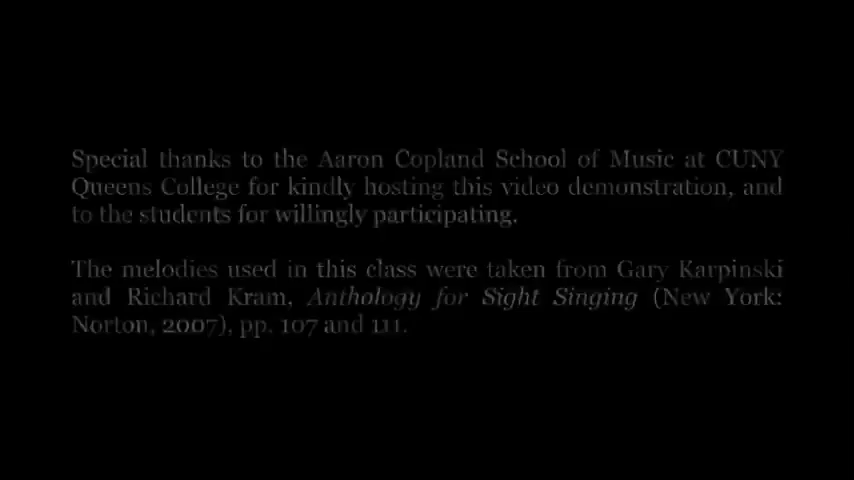 Special thanks to the Aaron Copland School of Music at CUNY
Queens College for kindly hosting this video demonstration, and
to the students for willingly participating.
The melodies used in this class were taken from Gary Karpinski
and Richard Kram, Anthology for Sight Singing (New York:
Norton, 2007), pp. 107 and 111.